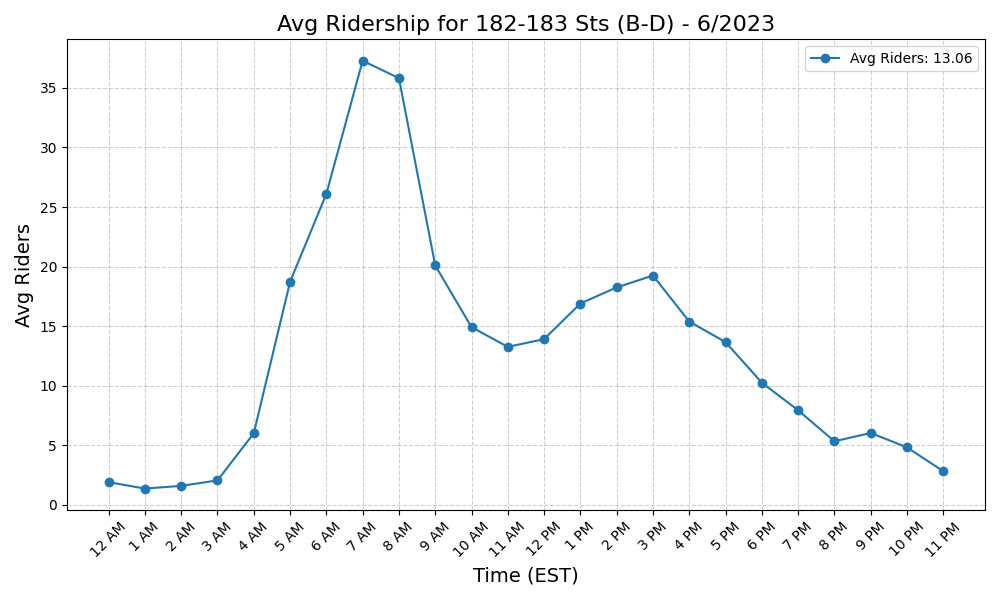 Avg Ridership for 182-183 Sts (B-D) - 6/2023
Avg Riders: 13.06
Avg Riders
35
30
25
20
15
10
5
0
12 AM
1 AM
2 AM
3 AM
4 AM
5 AM
6 AM
7 AM
8 AM
9 AM
10 AM
11 AM
12 PM
1 PM
2 PM
3 PM
4 PM
5 PM
6 PM
7 PM
8 PM
9 PM
10 PM
11 PM
Time (EST)